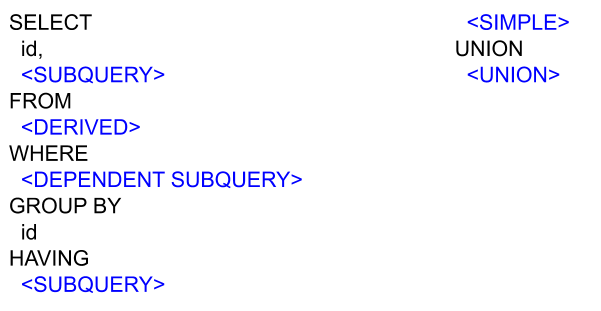 SELECT
id,
<SUBQUERY>
FROM
<DERIVED>
WHERE
<DEPENDENT SUBQUERY>
GROUP BY
id
HAVING
<SUBQUERY>
<SIMPLE>
UNION
<UNION>